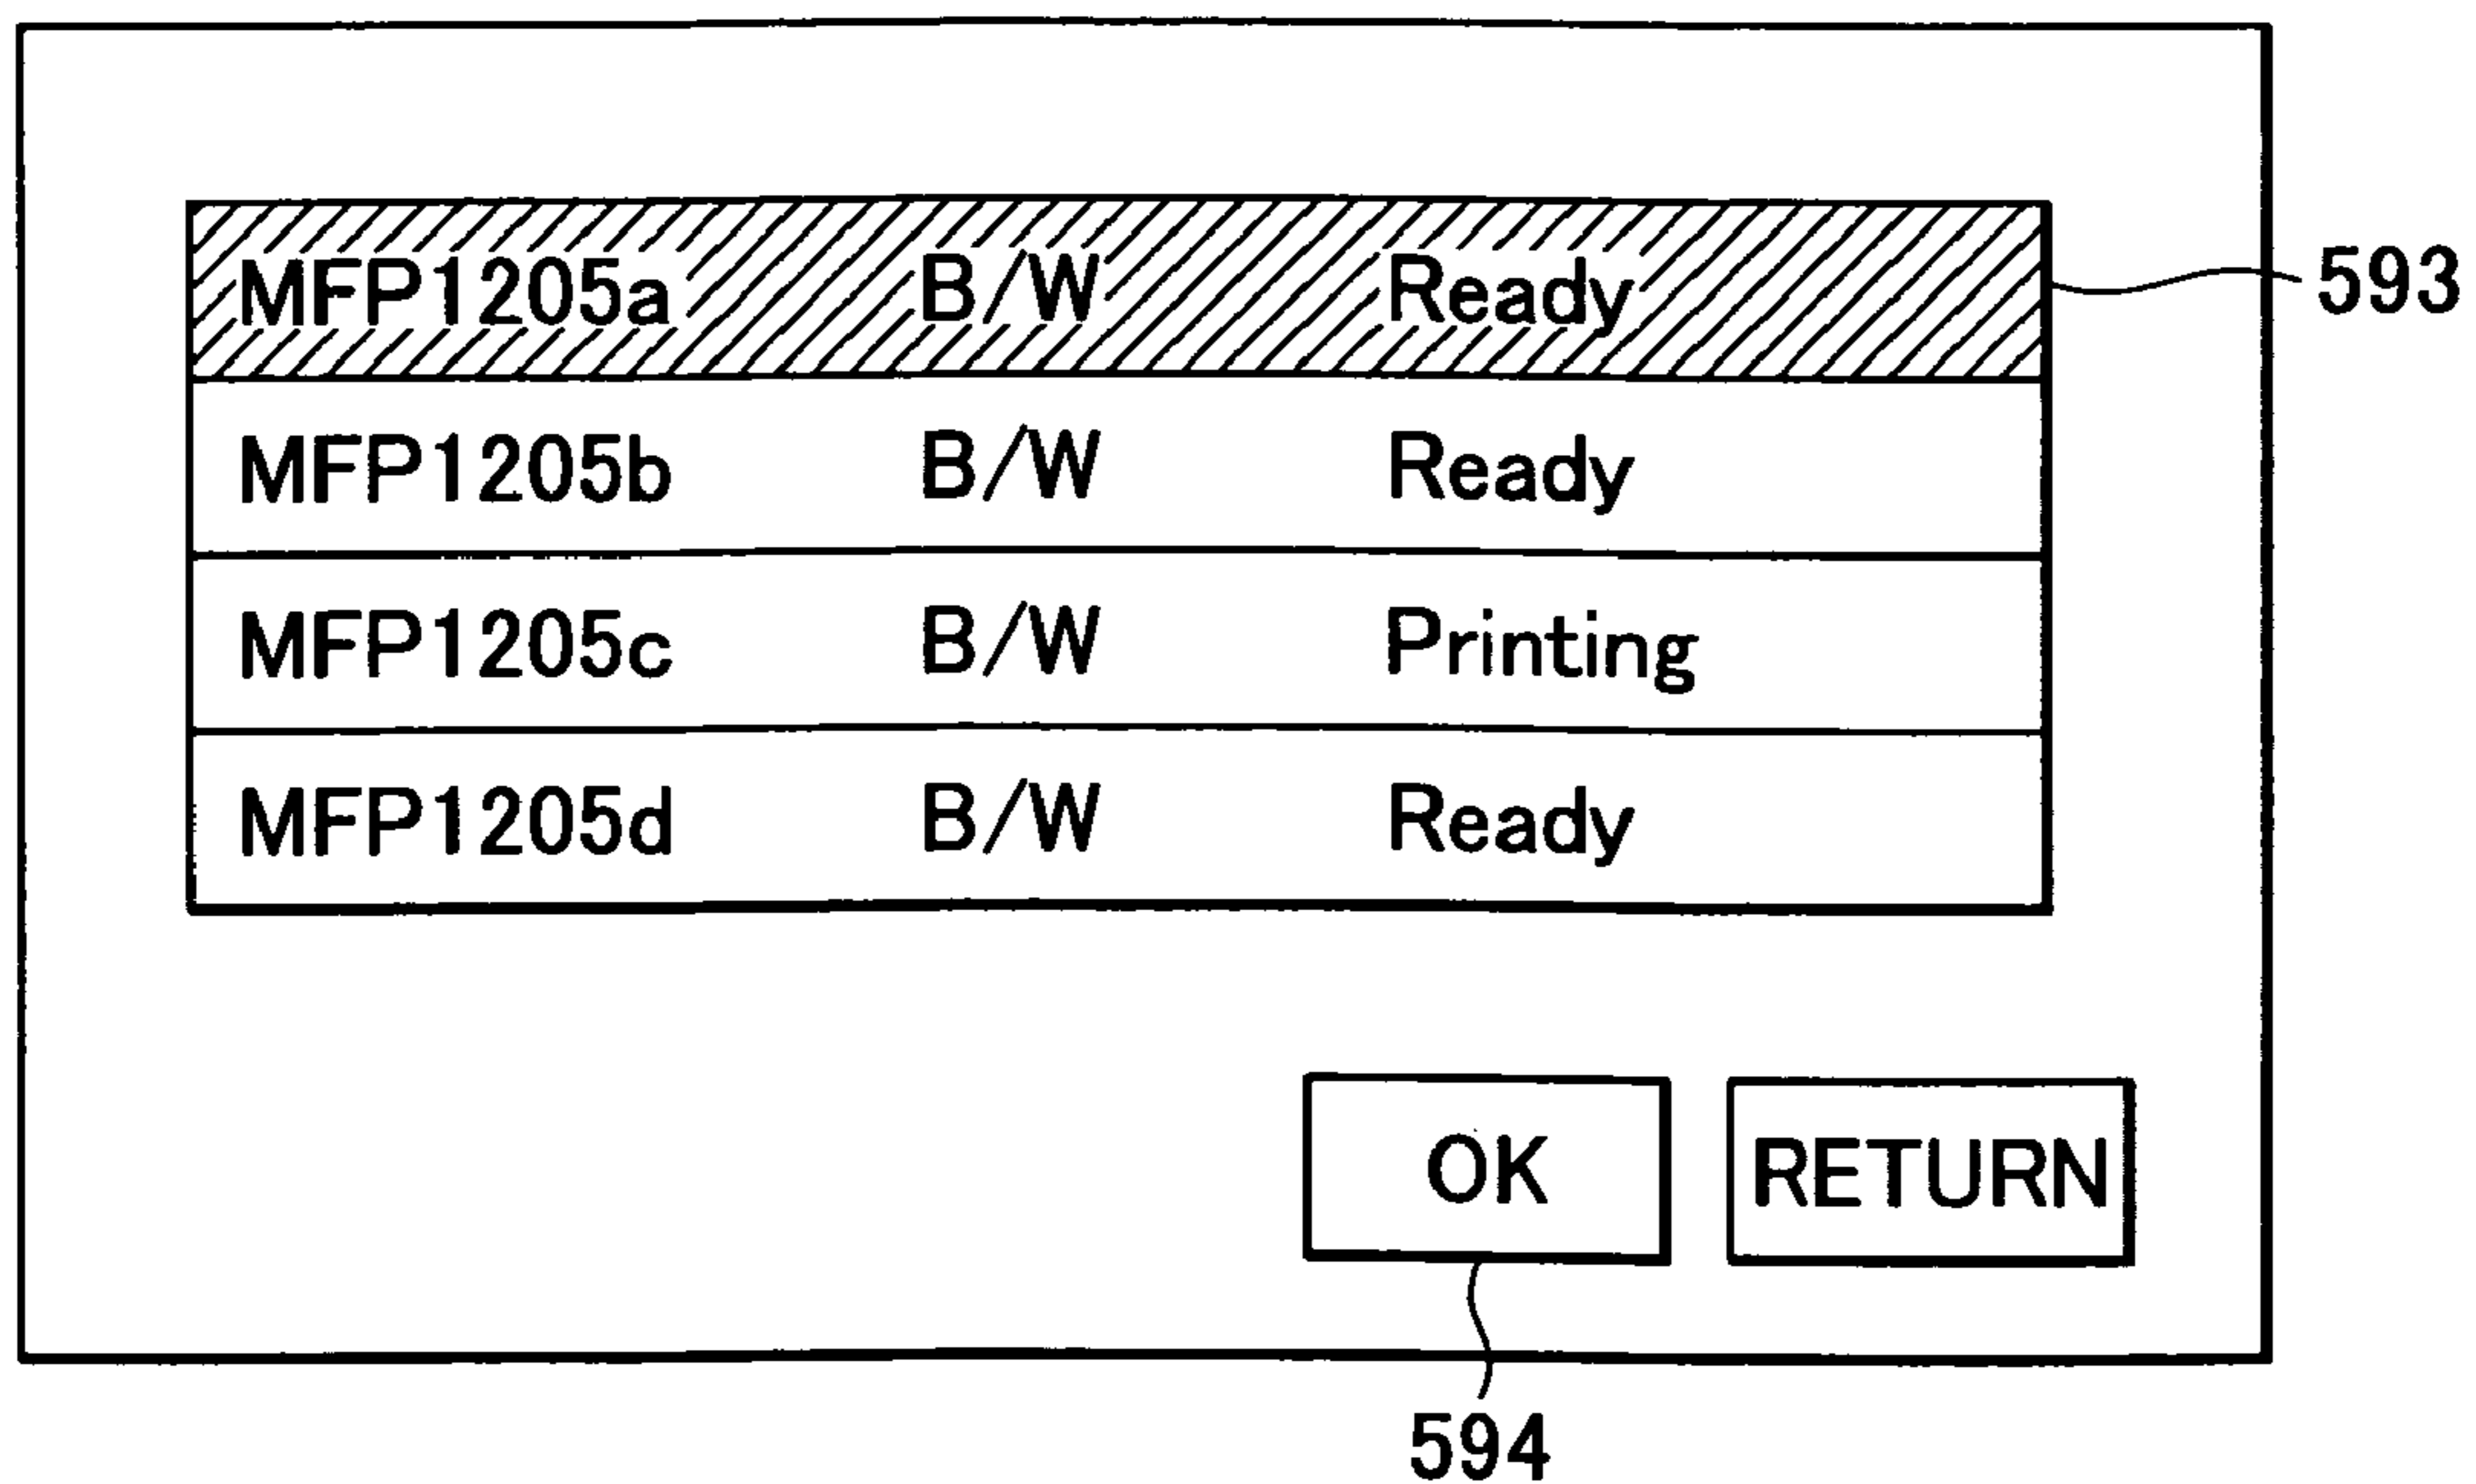 MFP1205a B/W Ready 593
MFP1205b B/W Ready
MFP1205c B/W Printing
MFP1205d B/W Ready
OK RETURN
594